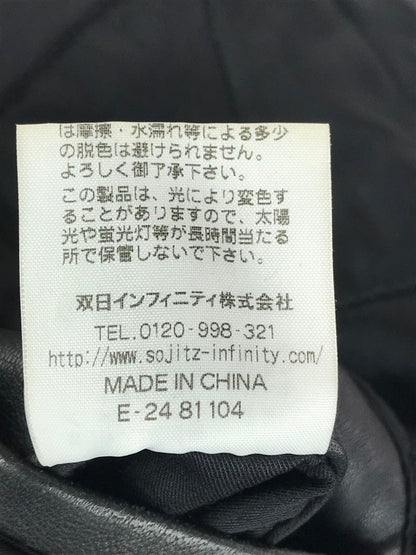 は摩擦・水濡れ等による多少
の脱色は避けられません。
よろしく御了承下さい。
この製品は、光により変色す
ることがありますので、太陽
光や蛍光灯等が長時間当たる
所で保管しないで下さい。
双日インフィニティ株式会社
TEL.0120-998-321
http://www.sojitz-infinity.com/
MADE IN CHINA
E-24 81 104